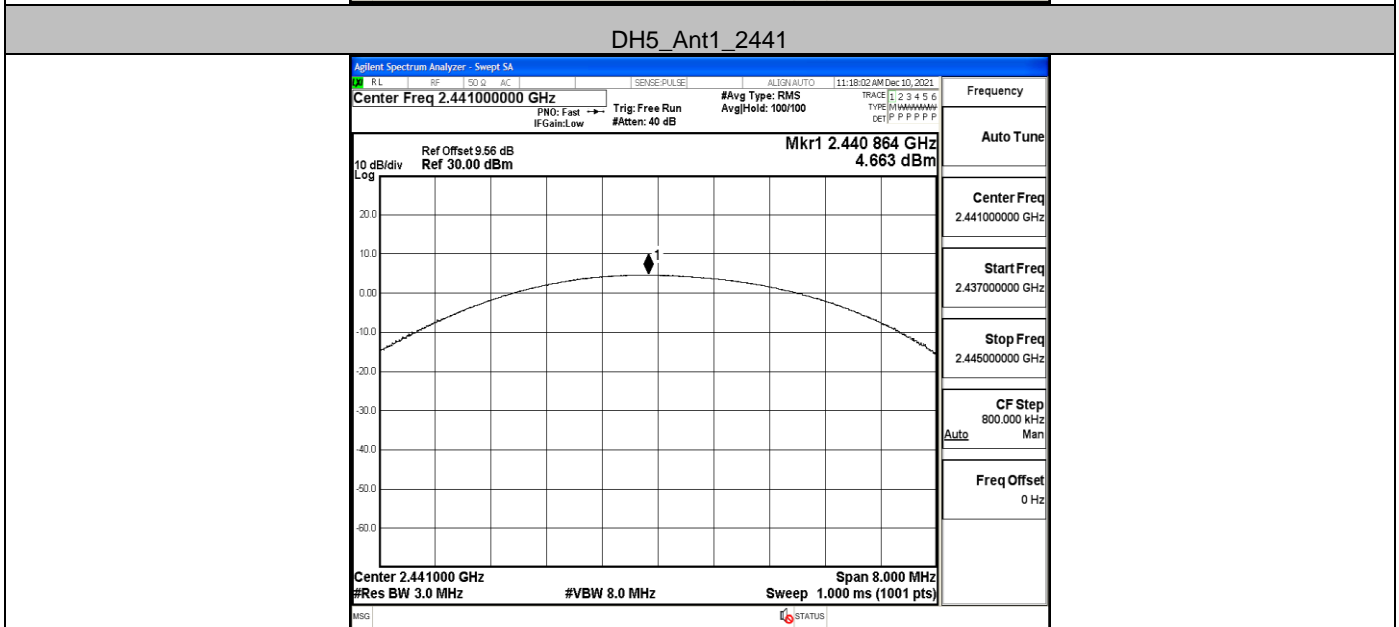 DH5_Ant1_2441
Agilent Spectrum Analyzer - Swept SA
RL RF 50 Ω AC SENSE:PULSE ALIGNAUTO 11:18:02 AM Dec 10, 2021
Center Freq 2.441000000 GHz
PNO: Fast
IFGain:Low
Trig: Free Run
#Atten: 40 dB
#Avg Type: RMS
Avg|Hold: 100/100
TRACE 1 2 3 4 5 6
TYPE M WWWWW
DET P P P P P P
Ref Offset 9.56 dB
10 dB/div Ref 30.00 dBm
Log
Mkr1 2.440 864 GHz
4.663 dBm
20.0
10.0
0.00
-10.0
-20.0
-30.0
-40.0
-50.0
-60.0
1
Center 2.441000 GHz Span 8.000 MHz
#Res BW 3.0 MHz #VBW 8.0 MHz Sweep 1.000 ms (1001 pts)
MSG STATUS
Frequency
Auto Tune
Center Freq
2.441000000 GHz
Start Freq
2.437000000 GHz
Stop Freq
2.445000000 GHz
CF Step
800.000 kHz
Auto Man
Freq Offset
0 Hz